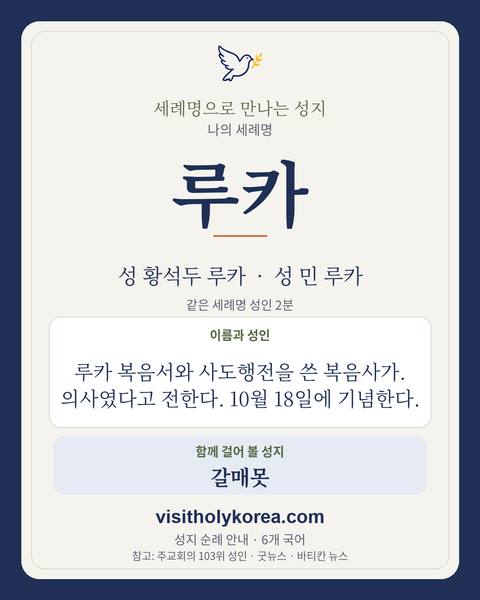 세례명으로 만나는 성지
나의 세례명
루카
성 황석두 루카 · 성 민 루카
같은 세례명 성인 2분
이름과 성인
루카 복음서와 사도행전을 쓴 복음사가.
의사였다고 전한다. 10월 18일에 기념한다.
함께 걸어 볼 성지
갈매못
visitholykorea.com
성지 순례 안내 · 6개 국어
참고: 주교회의 103위 성인 · 굿뉴스 · 바티칸 뉴스